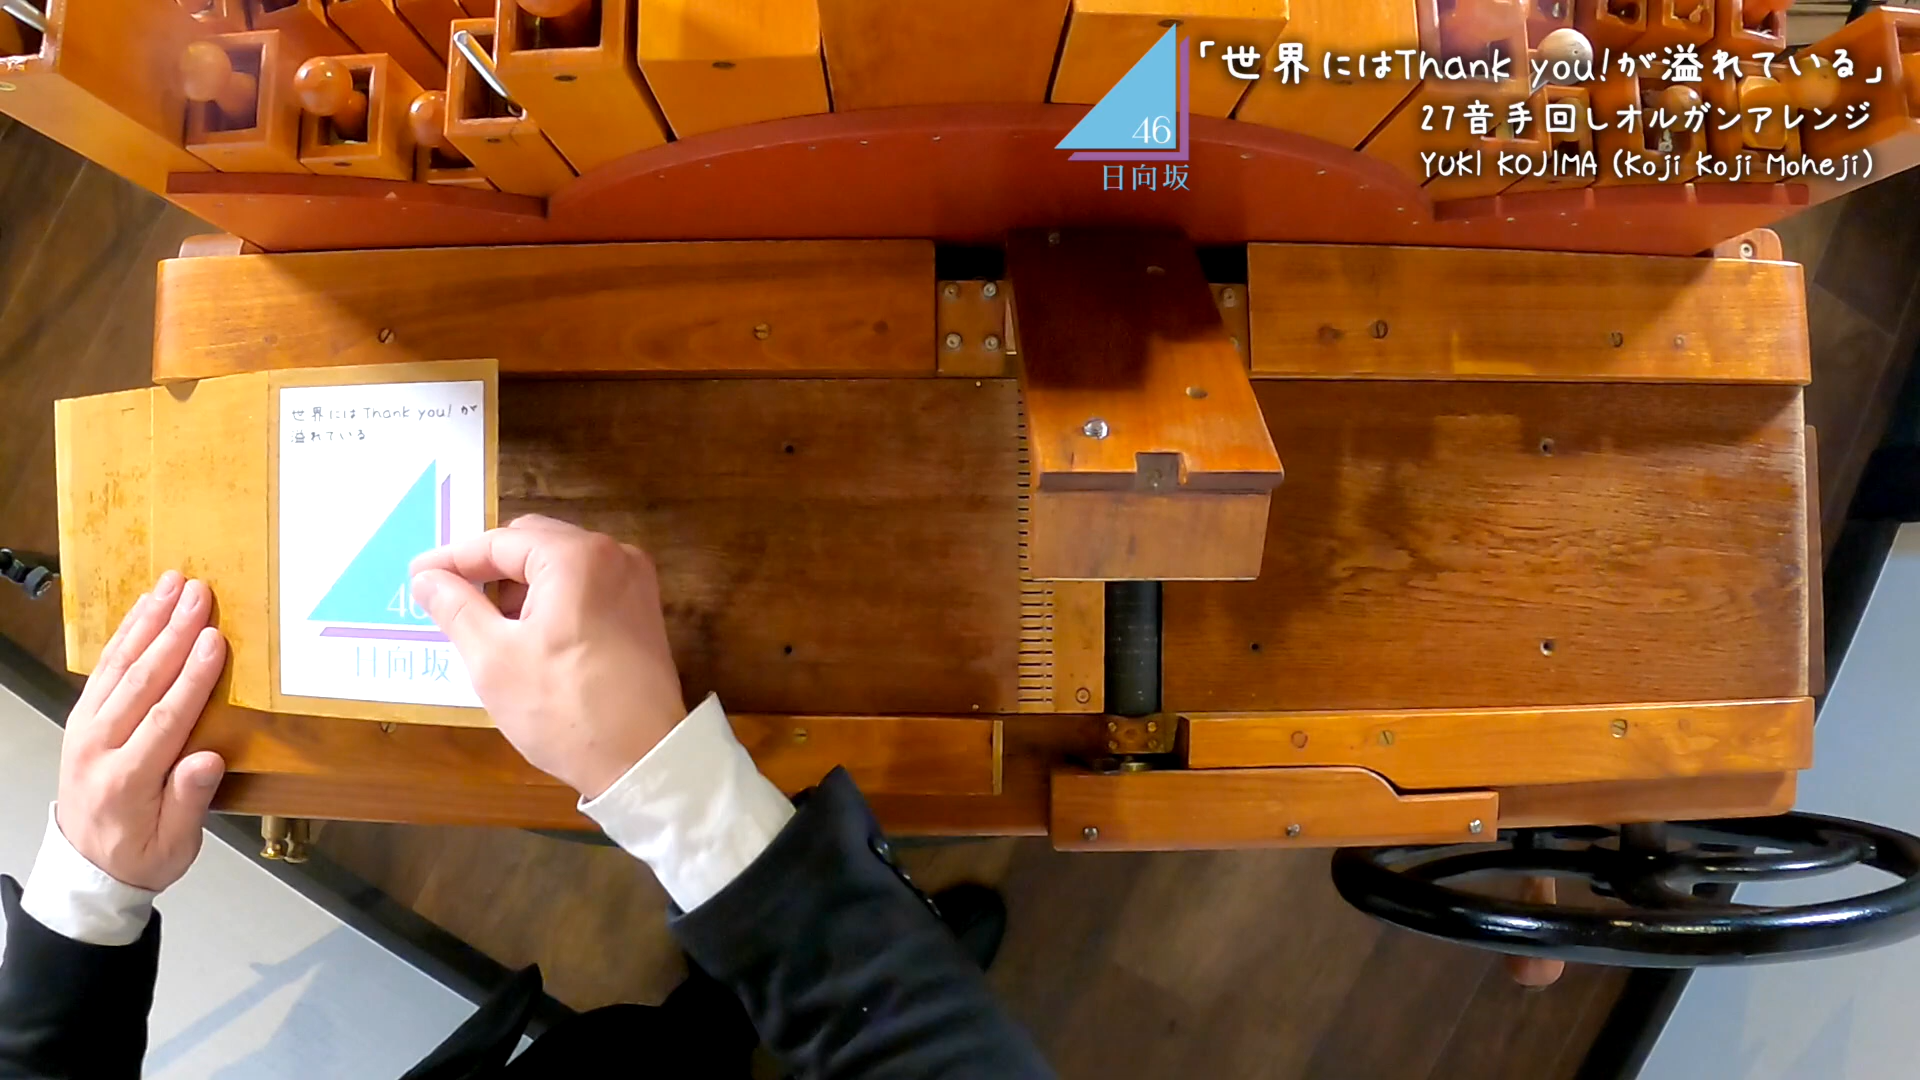 「世界にはThank you!が溢れている」
27音手回しオルガンアレンジ
YUKI KOJIMA (Koji Koji Moheji)
46
日向坂
世界には Thank you! が
溢れている
46
日向坂